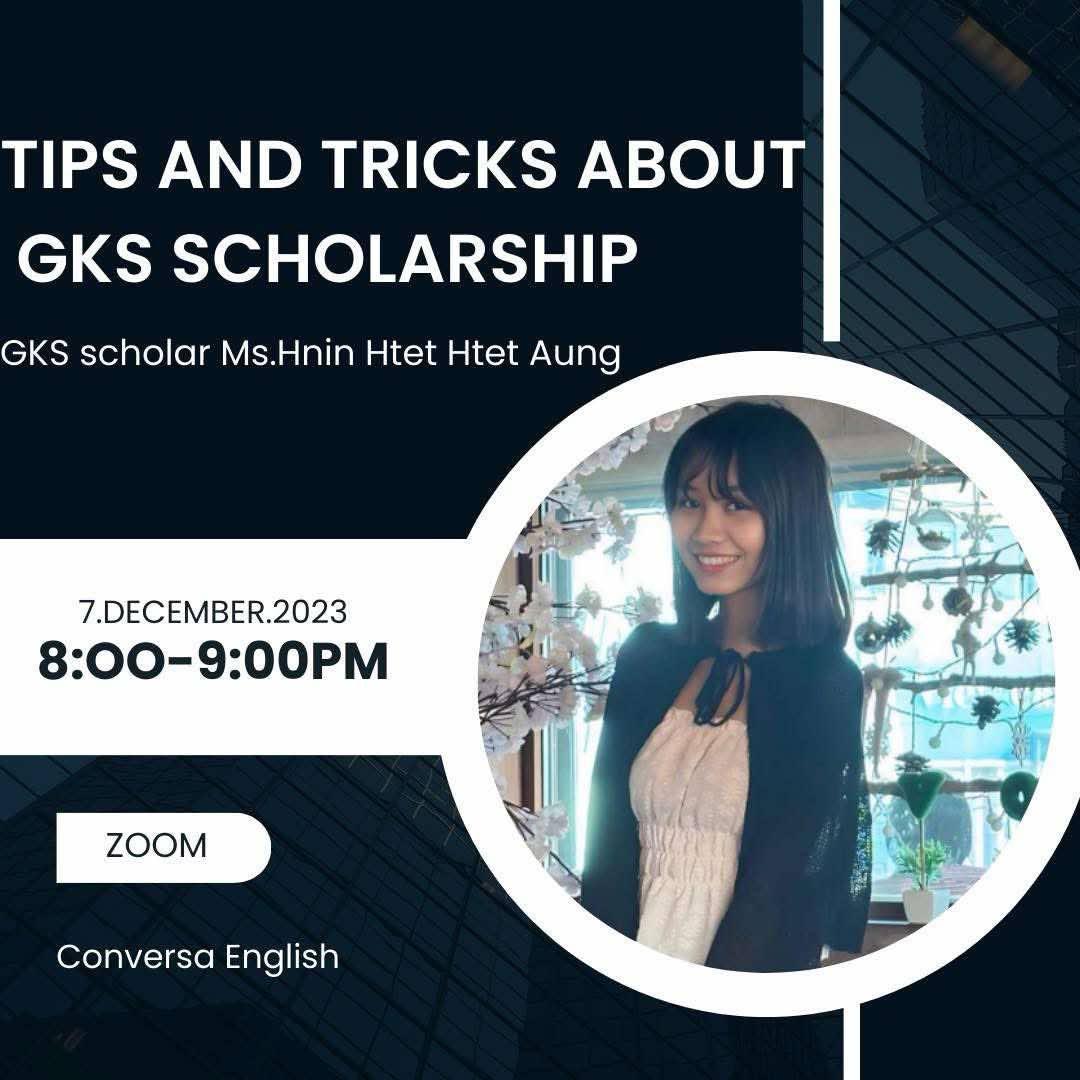 TIPS AND TRICKS ABOUT
GKS SCHOLARSHIP
GKS scholar Ms.Hnin Htet Htet Aung
7.DECEMBER.2023
8:OO-9:00PM
ZOOM
Conversa English